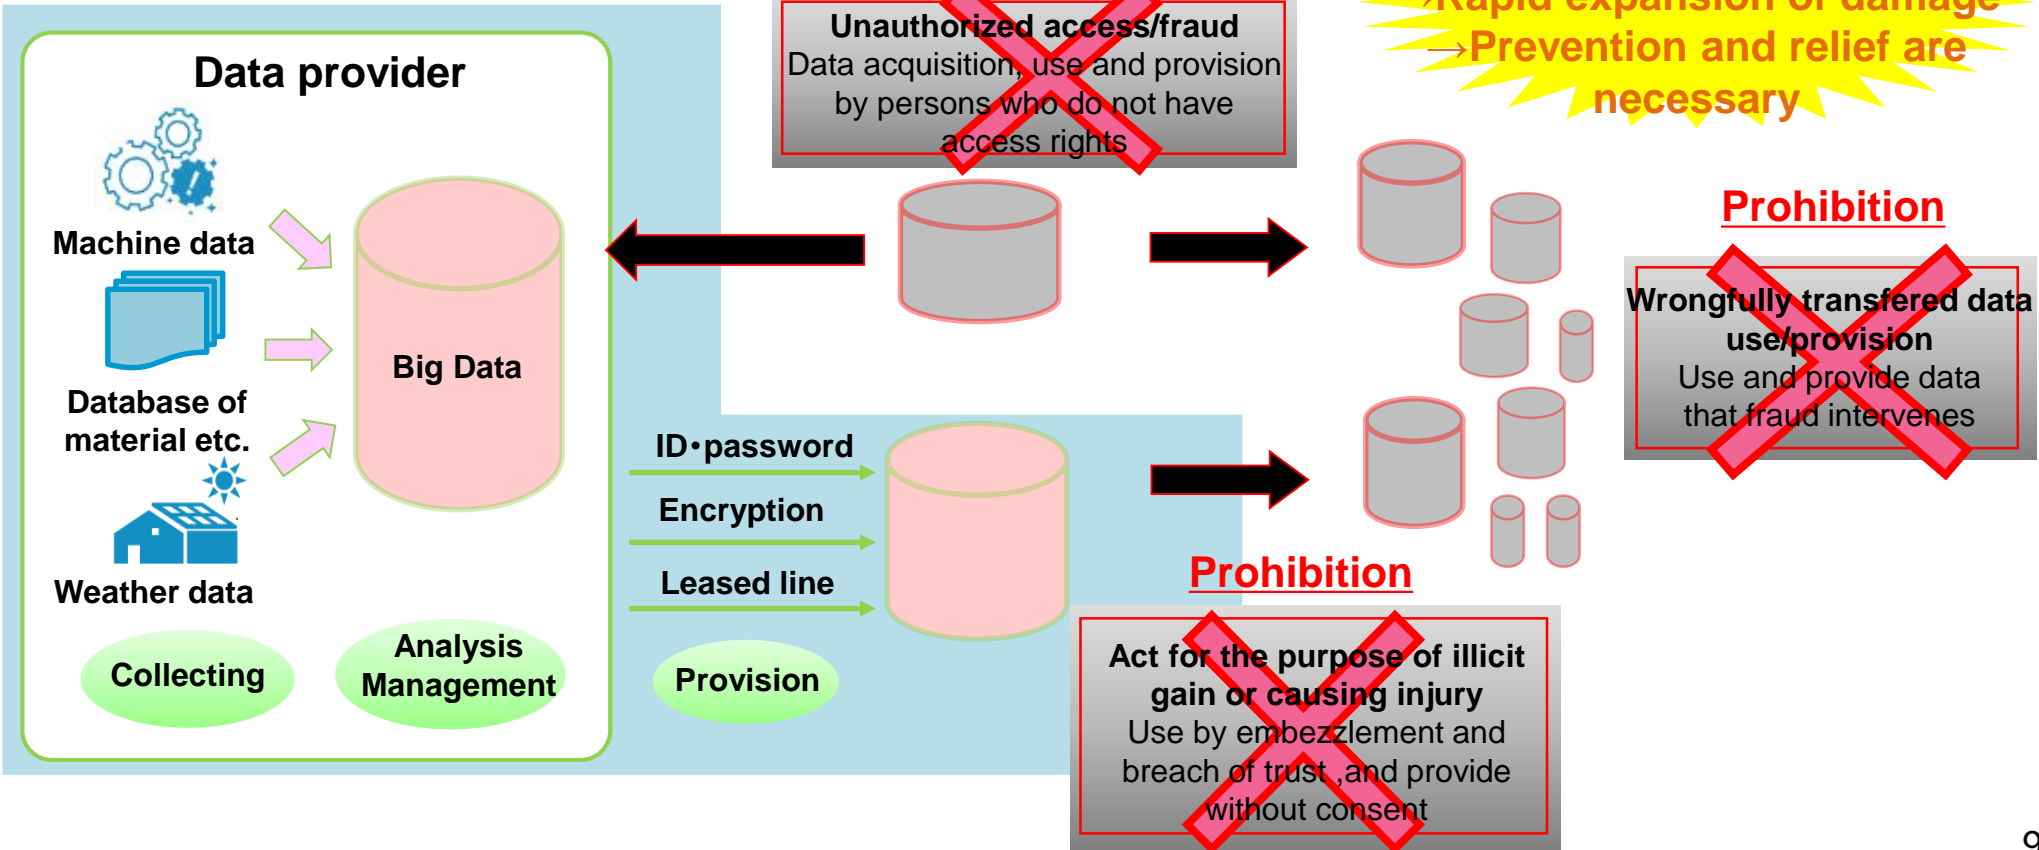 Unauthorized access/fraud
Data acquisition, use and provision
by persons who do not have
access rights
→Rapid expansion of damage
→Prevention and relief are
necessary
Data provider
Machine data
Database of
material etc.
Weather data
Big Data
Collecting
Analysis
Management
ID・password
Encryption
Leased line
Provision
Prohibition
Wrongfully transfered data
use/provision
Use and provide data
that fraud intervenes
Prohibition
Act for the purpose of illicit
gain or causing injury
Use by embezzlement and
breach of trust ,and provide
without consent